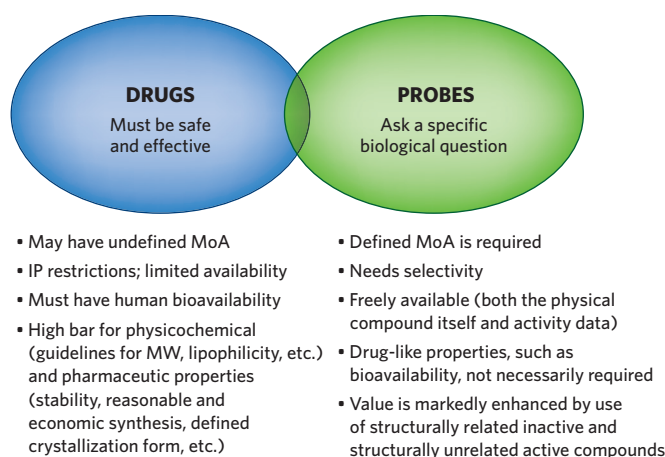 DRUGS
Must be safe
and effective
PROBES
Ask a specific
biological question
▪ May have undefined MoA
▪ IP restrictions; limited availability
▪ Must have human bioavailability
▪ High bar for physicochemical
(guidelines for MW, lipophilicity, etc.)
and pharmaceutic properties
(stability, reasonable and
economic synthesis, defined
crystallization form, etc.)
▪ Defined MoA is required
▪ Needs selectivity
▪ Freely available (both the physical
compound itself and activity data)
▪ Drug-like properties, such as
bioavailability, not necessarily required
▪ Value is markedly enhanced by use
of structurally related inactive and
structurally unrelated active compounds